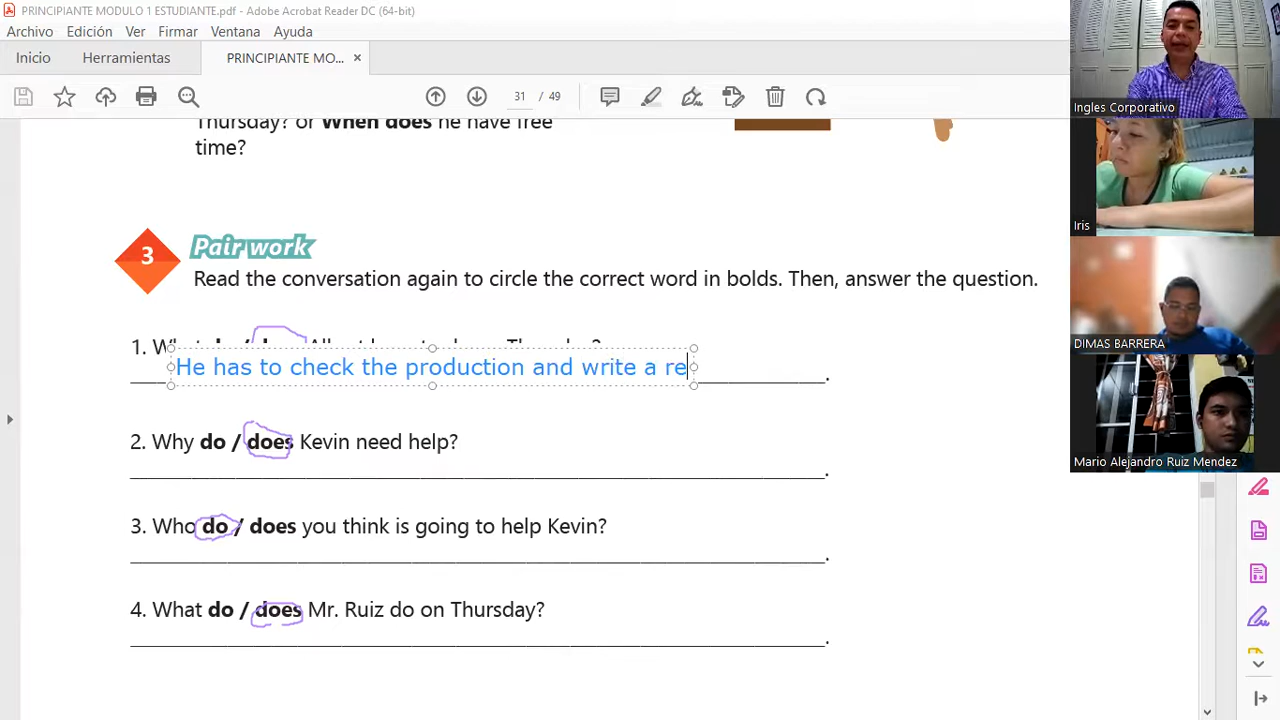 PRINCIPIANTE MODULO 1 ESTUDIANTE.pdf - Adobe Acrobat Reader DC (64-bit)
Archivo Edición Ver Firmar Ventana Ayuda
Inicio Herramientas PRINCIPIANTE MO... ×
31 / 49
Thursday? or When does he have free
time?
3 Pair work
Read the conversation again to circle the correct word in bolds. Then, answer the question.
1.
He has to check the production and write a re
2. Why do / does Kevin need help?
3. Who do / does you think is going to help Kevin?
4. What do / does Mr. Ruiz do on Thursday?
Ingles Corporativo
Iris
DIMAS BARRERA
Mario Alejandro Ruiz Mendez